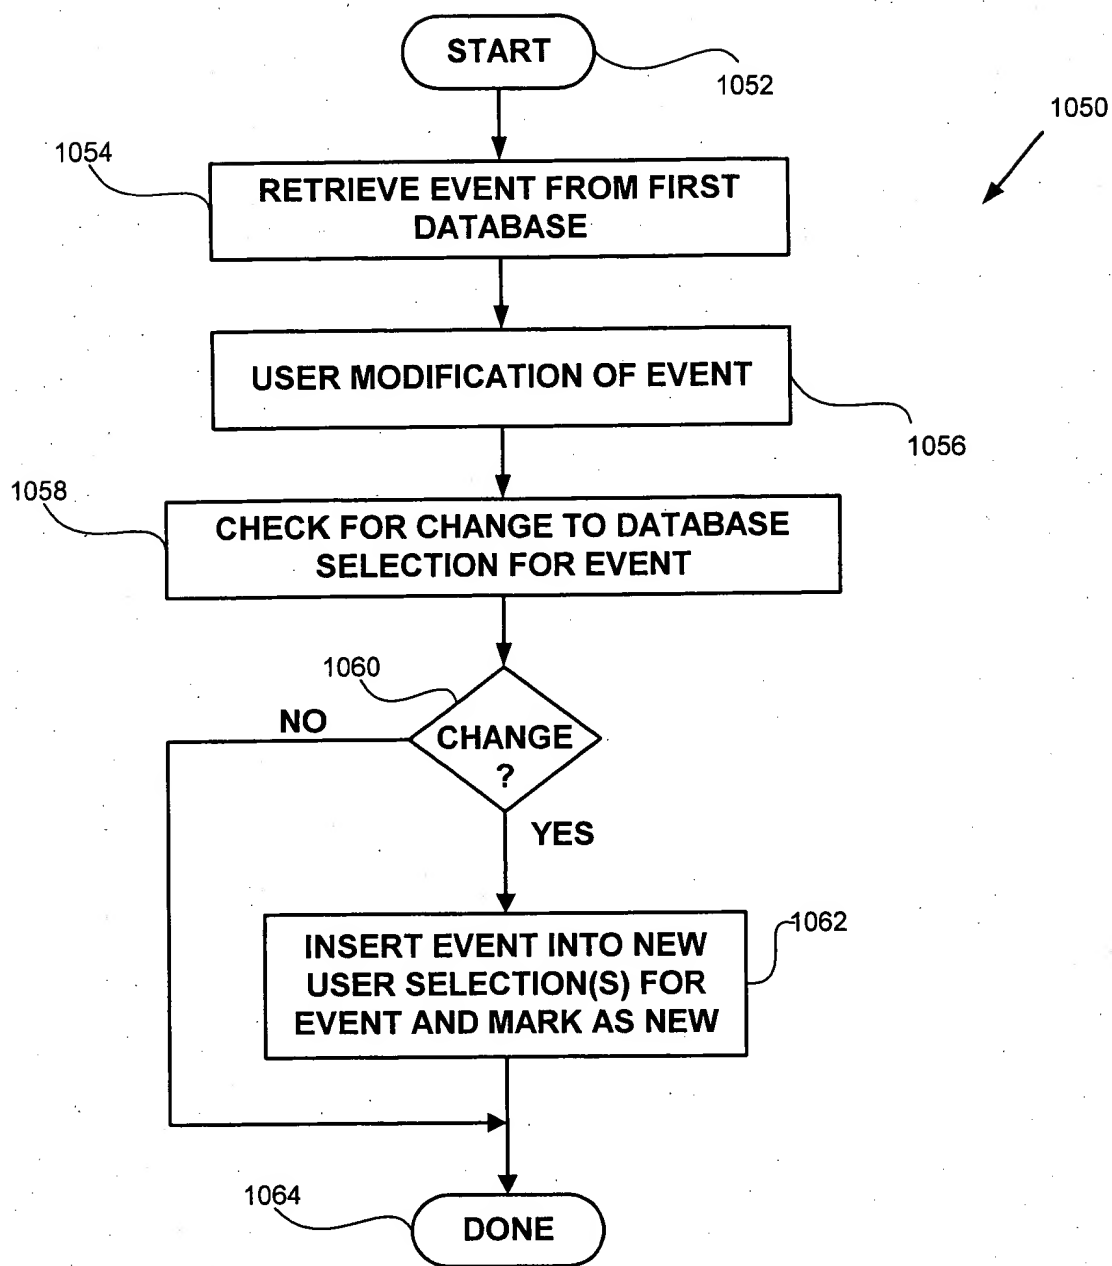 START
1052
1050
1054
RETRIEVE EVENT FROM FIRST
DATABASE
USER MODIFICATION OF EVENT
1056
1058
CHECK FOR CHANGE TO DATABASE
SELECTION FOR EVENT
1060
NO
CHANGE
?
YES
1062
INSERT EVENT INTO NEW
USER SELECTION(S) FOR
EVENT AND MARK AS NEW
1064
DONE